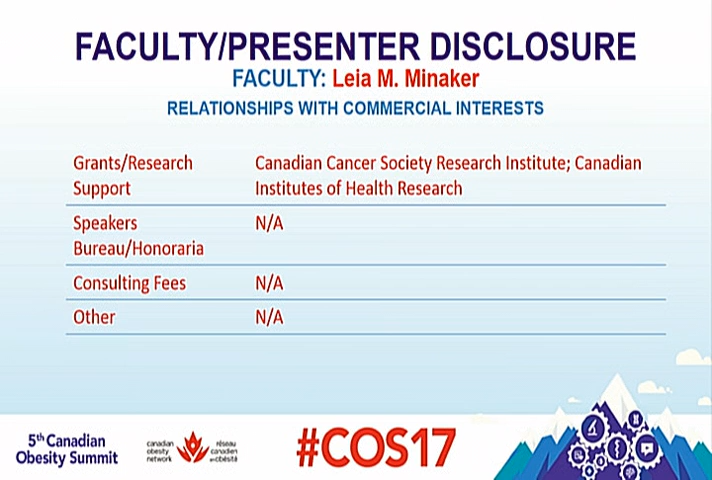 FACULTY/PRESENTER DISCLOSURE
FACULTY: Leia M. Minaker
RELATIONSHIPS WITH COMMERCIAL INTERESTS
Grants/Research
Support
Canadian Cancer Society Research Institute; Canadian
Institutes of Health Research
Speakers
Bureau/Honoraria
N/A
Consulting Fees
N/A
Other
N/A
5th Canadian
Obesity Summit
canadian
obesity
network
réseau
canadien
en obésité
#COS17